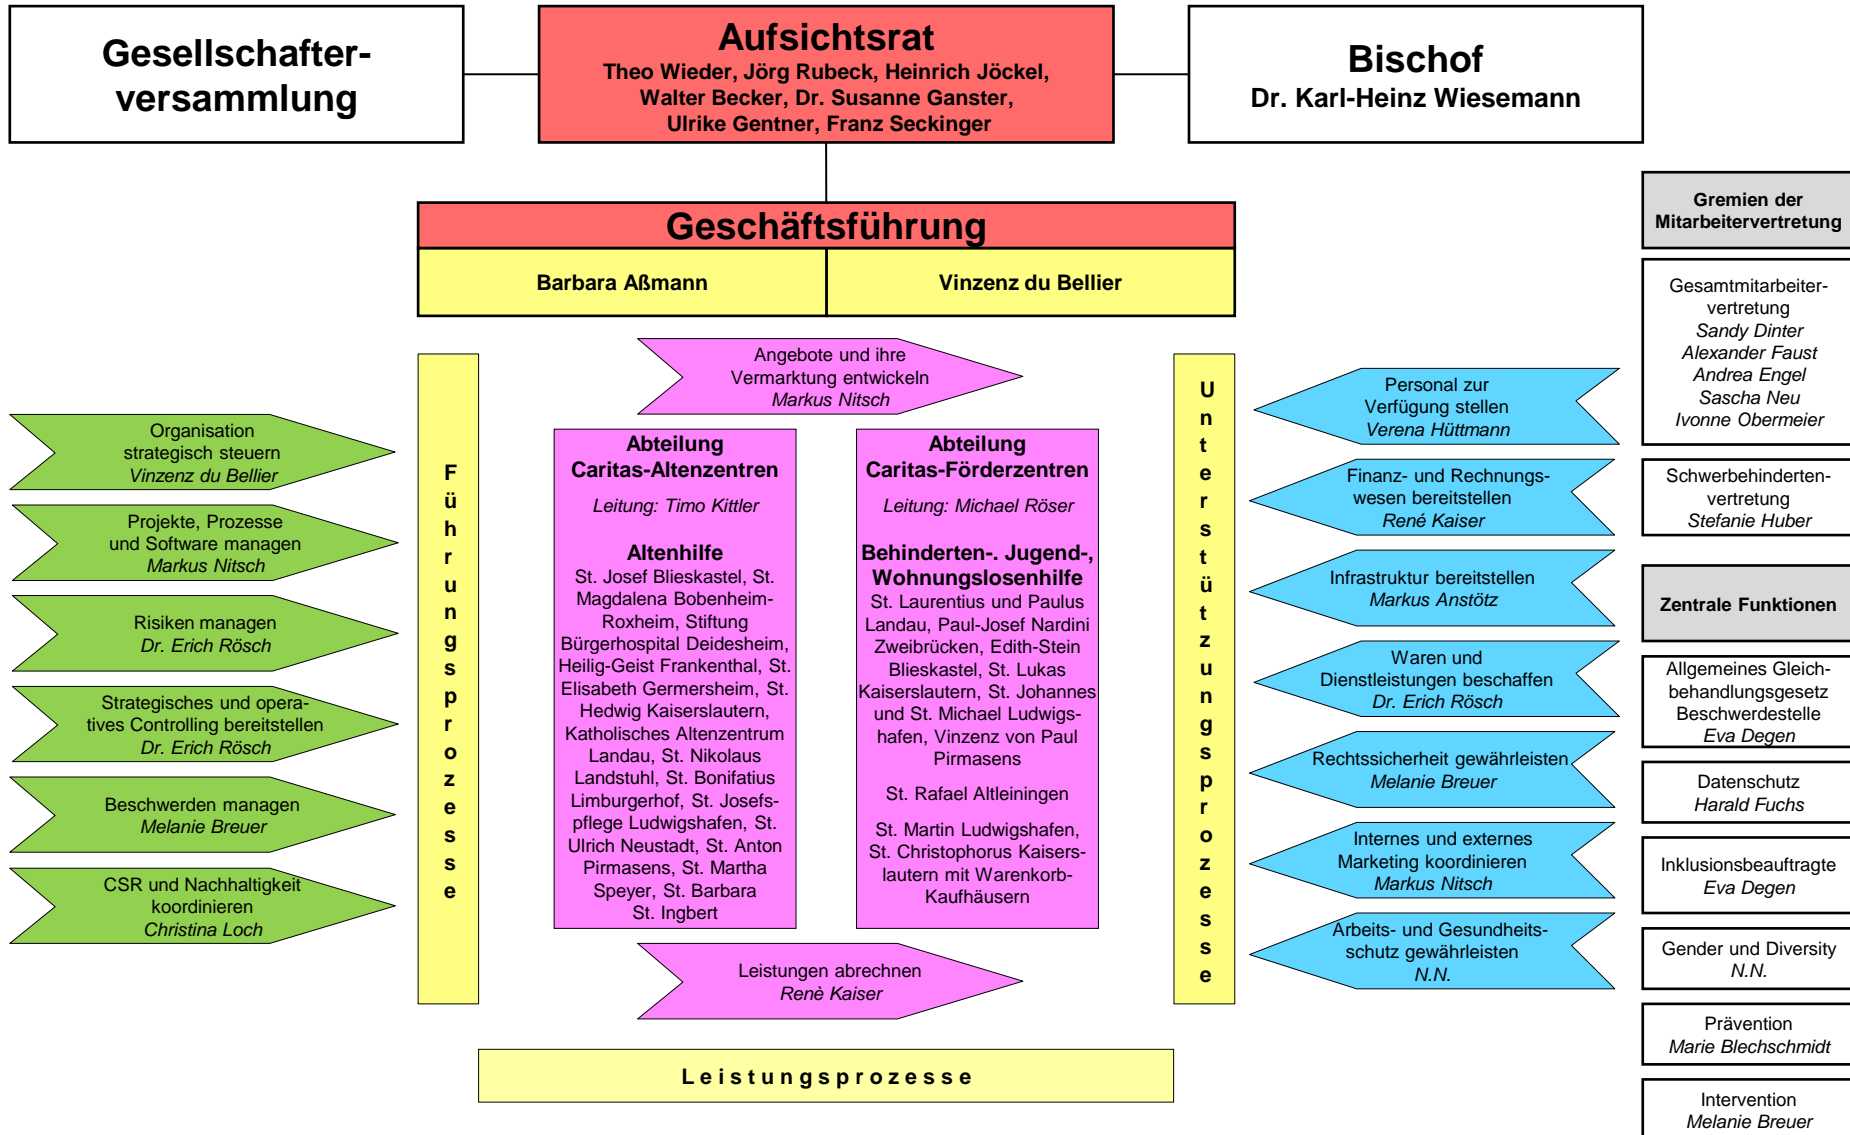 Gesellschafter-
versammlung
Aufsichtsrat
Theo Wieder, Jörg Rubeck, Heinrich Jöckel,
Walter Becker, Dr. Susanne Ganster,
Ulrike Gentner, Franz Seckinger
Bischof
Dr. Karl-Heinz Wiesemann
Geschäftsführung
Barbara Aßmann
Vinzenz du Bellier
Führungsprozesse
Organisation
strategisch steuern
Vinzenz du Bellier
Projekte, Prozesse
und Software managen
Markus Nitsch
Risiken managen
Dr. Erich Rösch
Strategisches und opera-
tives Controlling bereitstellen
Dr. Erich Rösch
Beschwerden managen
Melanie Breuer
CSR und Nachhaltigkeit
koordinieren
Christina Loch
Angebote und ihre
Vermarktung entwickeln
Markus Nitsch
Abteilung
Caritas-Altenzentren
Leitung: Timo Kittler
Altenhilfe
St. Josef Blieskastel, St.
Magdalena Bobenheim-
Roxheim, Stiftung
Bürgerhospital Deidesheim,
Heilig-Geist Frankenthal, St.
Elisabeth Germersheim, St.
Hedwig Kaiserslautern,
Katholisches Altenzentrum
Landau, St. Nikolaus
Landstuhl, St. Bonifatius
Limburgerhof, St. Josefs-
pflege Ludwigshafen, St.
Ulrich Neustadt, St. Anton
Pirmasens, St. Martha
Speyer, St. Barbara
St. Ingbert
Abteilung
Caritas-Förderzentren
Leitung: Michael Röser
Behinderten-. Jugend-,
Wohnungslosenhilfe
St. Laurentius und Paulus
Landau, Paul-Josef Nardini
Zweibrücken, Edith-Stein
Blieskastel, St. Lukas
Kaiserslautern, St. Johannes
und St. Michael Ludwigs-
hafen, Vinzenz von Paul
Pirmasens
St. Rafael Altleiningen
St. Martin Ludwigshafen,
St. Christophorus Kaisers-
lautern mit Warenkorb-
Kaufhäusern
Leistungen abrechnen
Renè Kaiser
Leistungsprozesse
Unterstützungsprozesse
Personal zur
Verfügung stellen
Verena Hüttmann
Finanz- und Rechnungs-
wesen bereitstellen
René Kaiser
Infrastruktur bereitstellen
Markus Anstötz
Waren und
Dienstleistungen beschaffen
Dr. Erich Rösch
Rechtssicherheit gewährleisten
Melanie Breuer
Internes und externes
Marketing koordinieren
Markus Nitsch
Arbeits- und Gesundheits-
schutz gewährleisten
N.N.
Gremien der
Mitarbeitervertretung
Gesamtmitarbeiter-
vertretung
Sandy Dinter
Alexander Faust
Andrea Engel
Sascha Neu
Ivonne Obermeier
Schwerbehinderten-
vertretung
Stefanie Huber
Zentrale Funktionen
Allgemeines Gleich-
behandlungsgesetz
Beschwerdestelle
Eva Degen
Datenschutz
Harald Fuchs
Inklusionsbeauftragte
Eva Degen
Gender und Diversity
N.N.
Prävention
Marie Blechschmidt
Intervention
Melanie Breuer